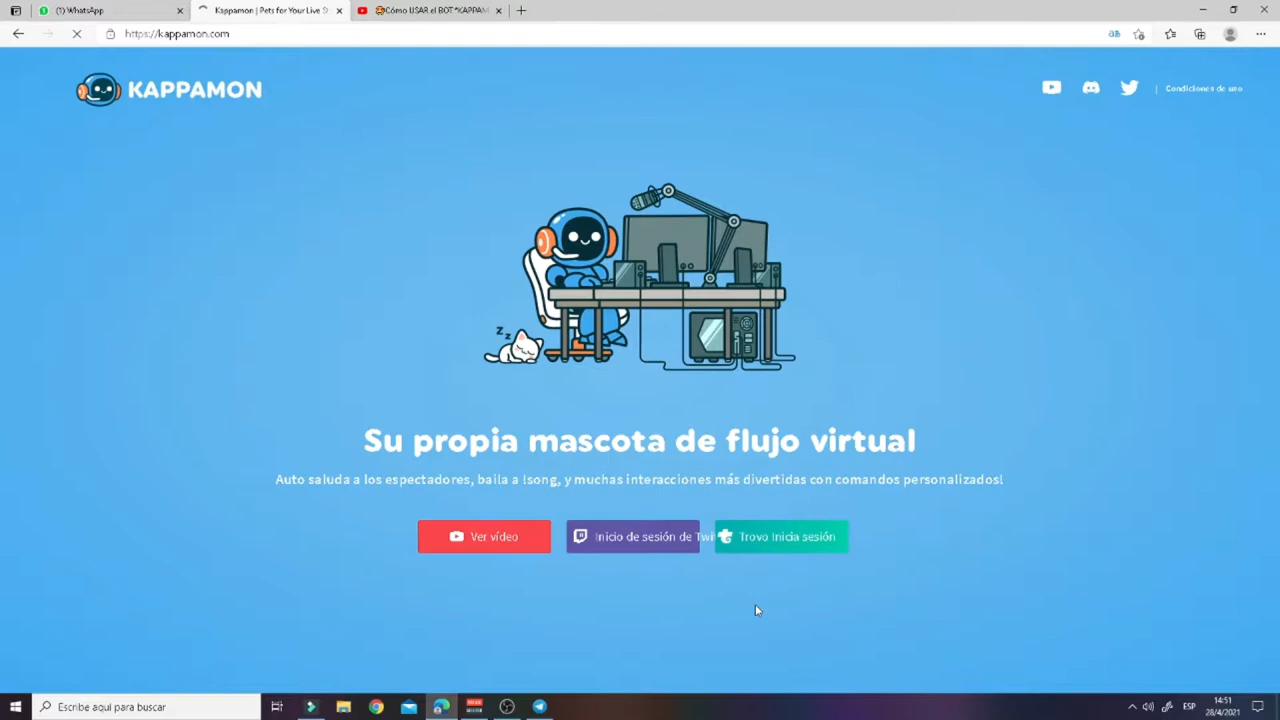 (1) WhatsApp
Kappamon | Pets for Your Live St
Cómo USAR el BOT *KAPPAM
https://kappamon.com
KAPPAMON
| Condiciones de uso
z z
Su propia mascota de flujo virtual
Auto saluda a los espectadores, baila a !song, y muchas interacciones más divertidas con comandos personalizados!
Ver vídeo
Inicio de sesión de Twi
Trovo Inicia sesión
Escribe aquí para buscar
ESP
14:51
28/4/2021